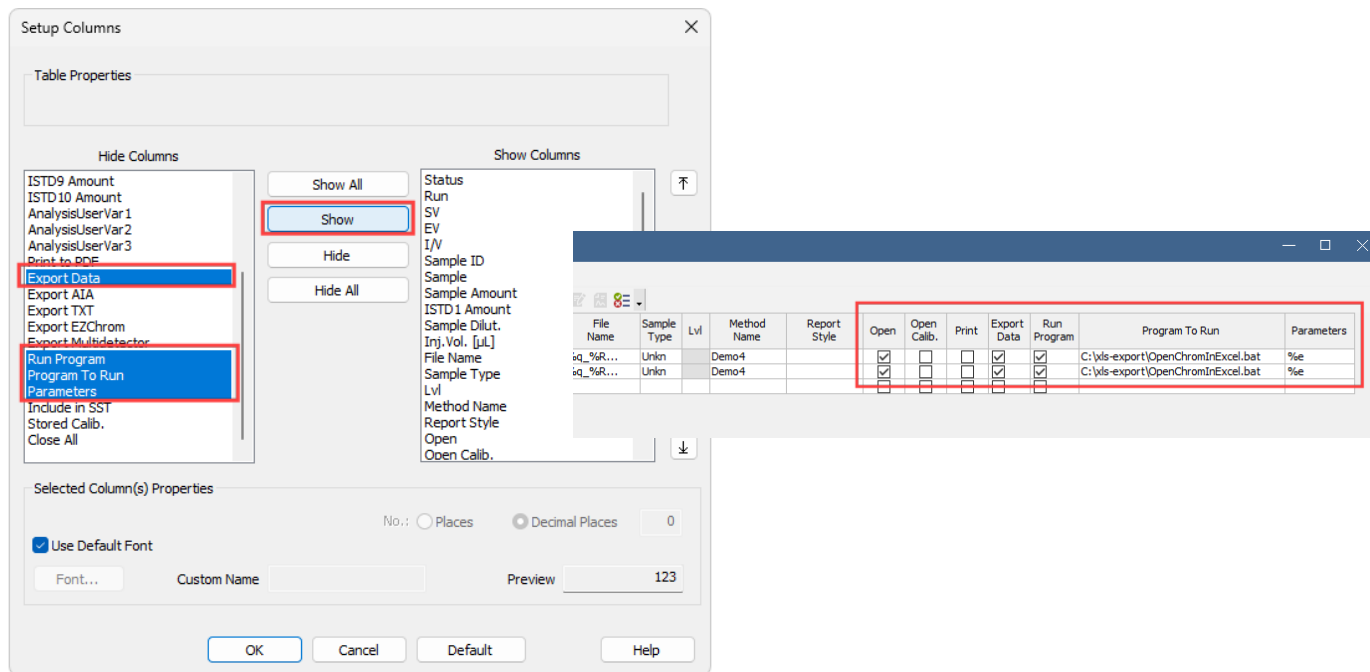 Setup Columns
Table Properties
Hide Columns
Show Columns
ISTD9 Amount
ISTD10 Amount
AnalysisUserVar1
AnalysisUserVar2
AnalysisUserVar3
Print to PDF
Export Data
Export AIA
Export TXT
Export EZChrom
Export Multidetector
Run Program
Program To Run
Parameters
Include in SST
Stored Calib.
Close All
Show All
Show
Hide
Hide All
Status
Run
SV
EV
I/V
Sample ID
Sample
Sample Amount
ISTD1 Amount
Sample Dilut.
Inj.Vol. [µL]
File Name
Sample Type
Lvl
Method Name
Report Style
Open
Open Calib.
File Name Sample Type Lvl Method Name Report Style Open Open Calib. Print Export Data Run Program Program To Run Parameters
%q_%R... Unkn Demo4 C:\xls-export\OpenChromInExcel.bat %e
%q_%R... Unkn Demo4 C:\xls-export\OpenChromInExcel.bat %e
Selected Column(s) Properties
No.: Places Decimal Places 0
Use Default Font
Font... Custom Name Preview 123
OK Cancel Default Help